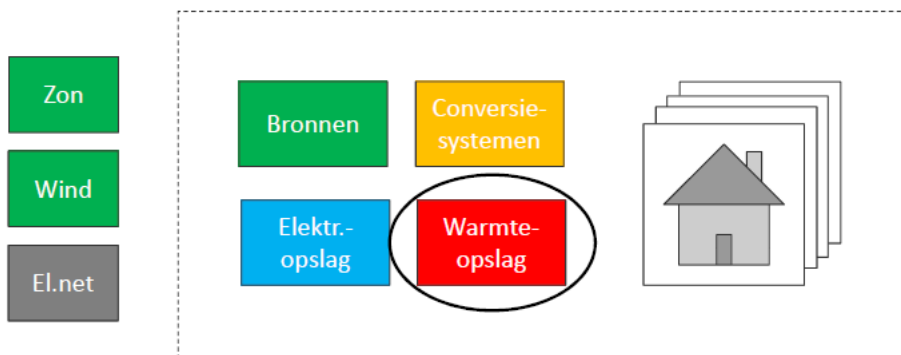 Zon
Wind
El.net
Bronnen
Conversie-
systemen
Elektr.-
opslag
Warmte-
opslag